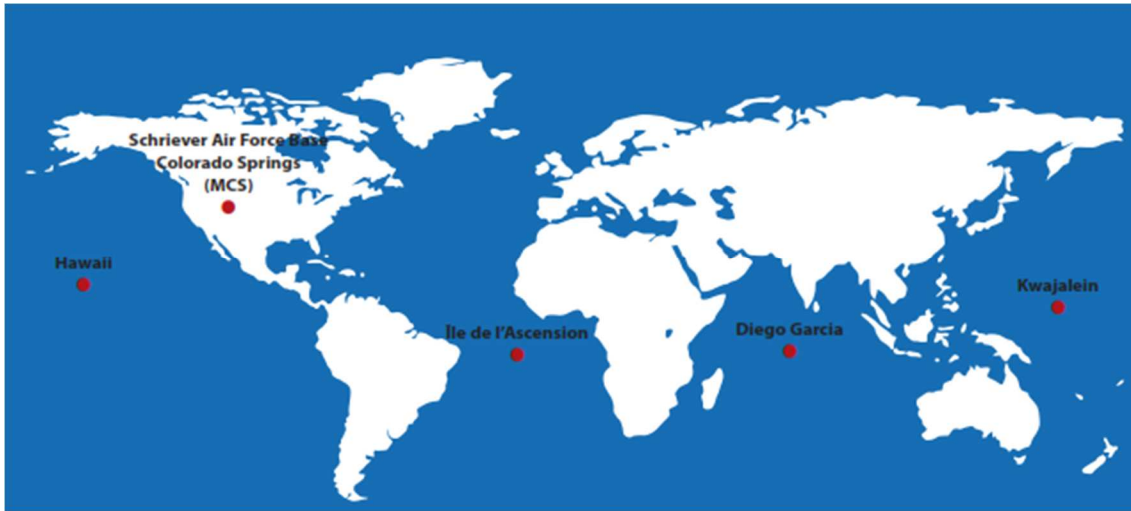 Schriever Air Force Base
Colorado Springs
(MCS)
Hawaii
Kwajalein
Île de l'Ascension
Diego Garcia